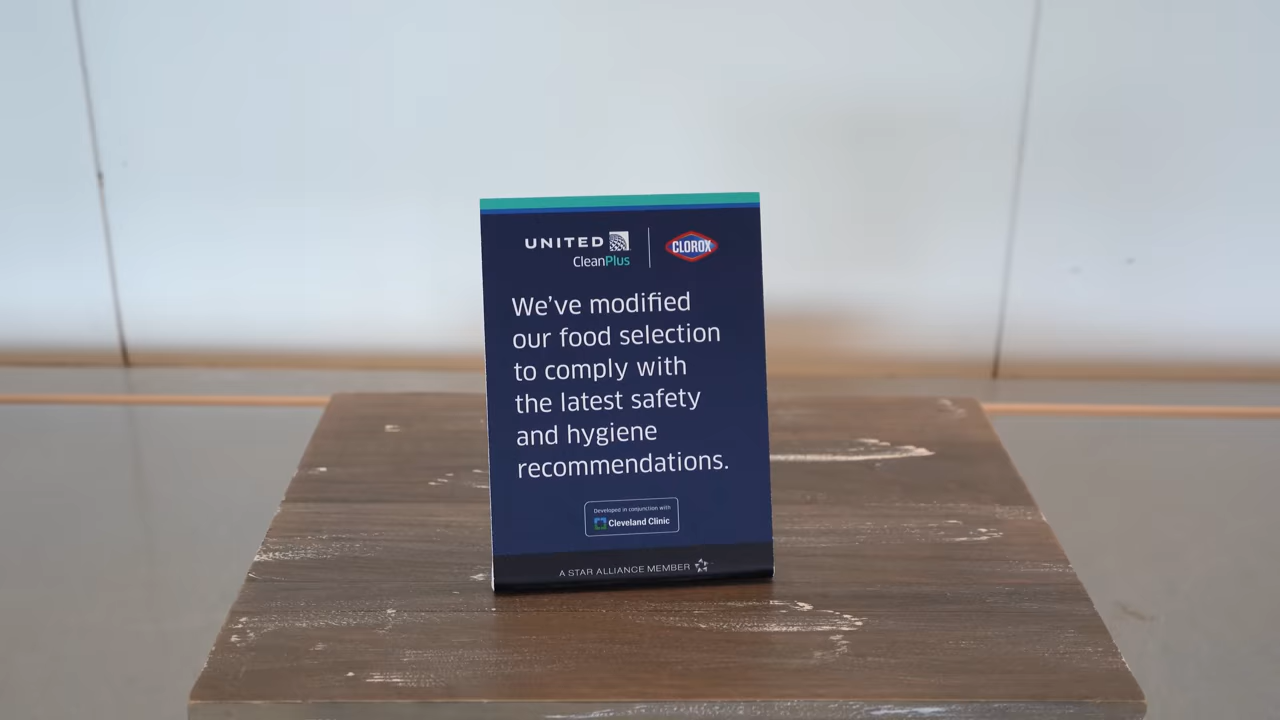 UNITED
CleanPlus
CLOROX
We've modified
our food selection
to comply with
the latest safety
and hygiene
recommendations.
Developed in conjunction with
Cleveland Clinic
A STAR ALLIANCE MEMBER